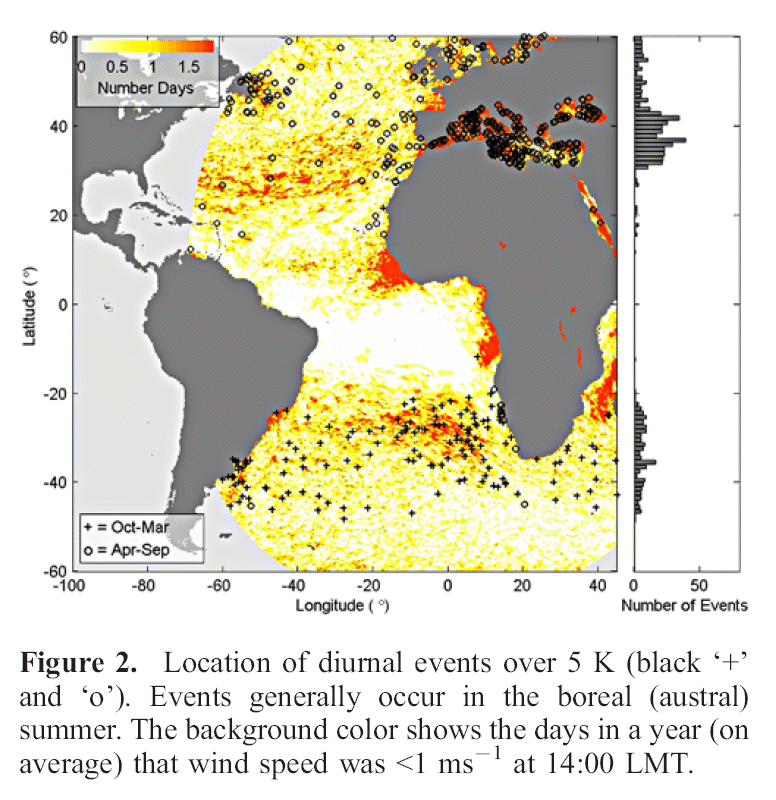 60
40
20
0
-20
-40
-60
Latitude (°)
0 0.5 1 1.5
Number Days
+ = Oct-Mar
o = Apr-Sep
-100 -80 -60 -40 -20 0 20 40
Longitude (°)
0 50
Number of Events
Figure 2. Location of diurnal events over 5 K (black ‘+’
and ‘o’). Events generally occur in the boreal (austral)
summer. The background color shows the days in a year (on
average) that wind speed was <1 ms⁻¹ at 14:00 LMT.